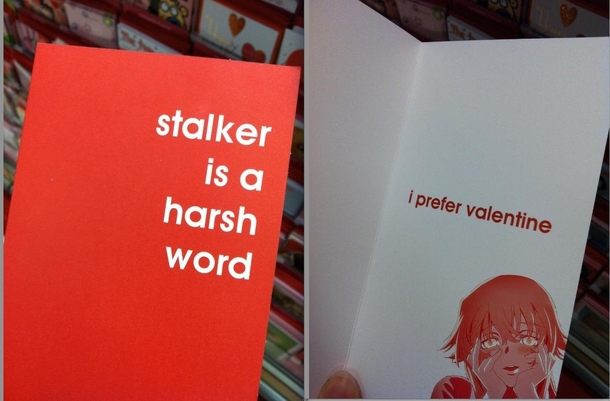 stalker
is a
harsh
word
i prefer valentine